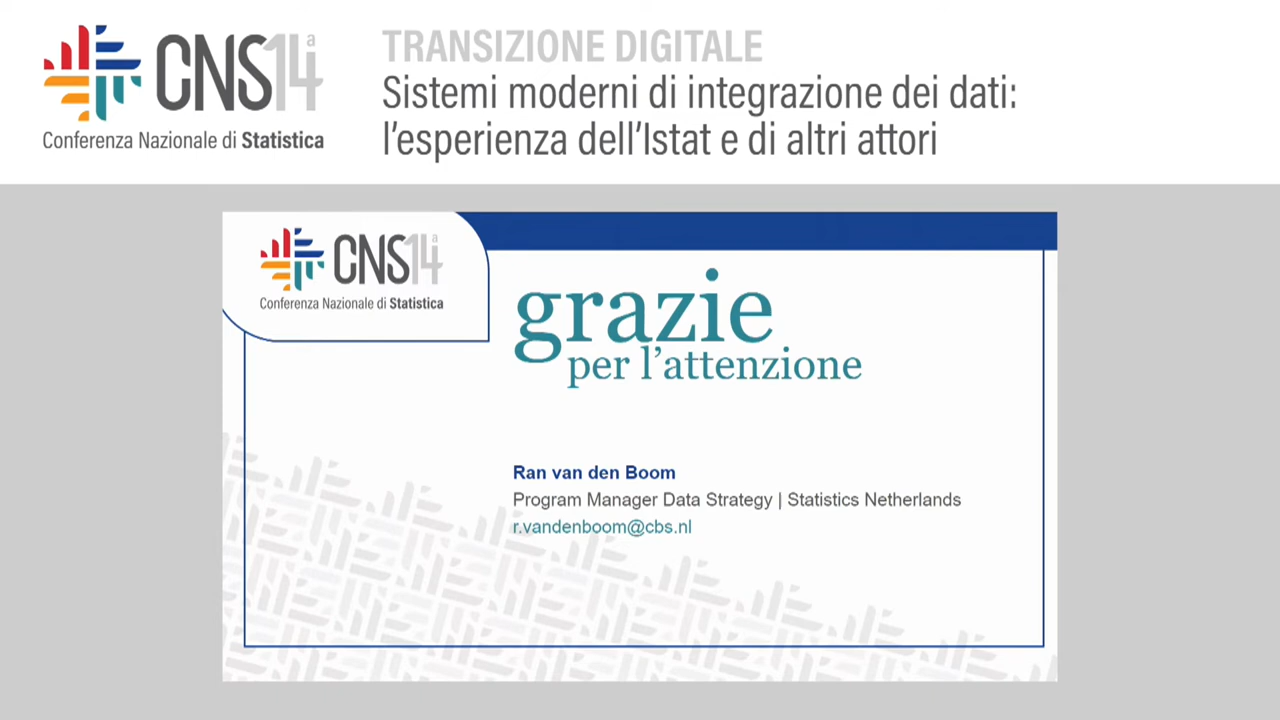 CNS14a
Conferenza Nazionale di Statistica
TRANSIZIONE DIGITALE
Sistemi moderni di integrazione dei dati:
l'esperienza dell'Istat e di altri attori
CNS14a
Conferenza Nazionale di Statistica
grazie
per l'attenzione
Ran van den Boom
Program Manager Data Strategy | Statistics Netherlands
r.vandenboom@cbs.nl